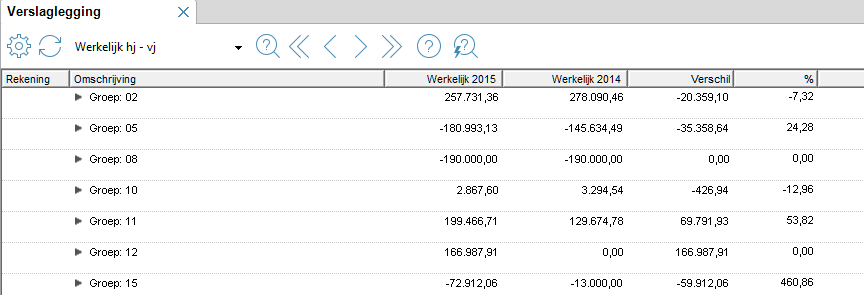 Verslaglegging
Werkelijk hj - vj
Rekening Omschrijving Werkelijk 2015 Werkelijk 2014 Verschil %
Groep: 02 257.731,36 278.090,46 -20.359,10 -7,32
Groep: 05 -180.993,13 -145.634,49 -35.358,64 24,28
Groep: 08 -190.000,00 -190.000,00 0,00 0,00
Groep: 10 2.867,60 3.294,54 -426,94 -12,96
Groep: 11 199.466,71 129.674,78 69.791,93 53,82
Groep: 12 166.987,91 0,00 166.987,91 0,00
Groep: 15 -72.912,06 -13.000,00 -59.912,06 460,86